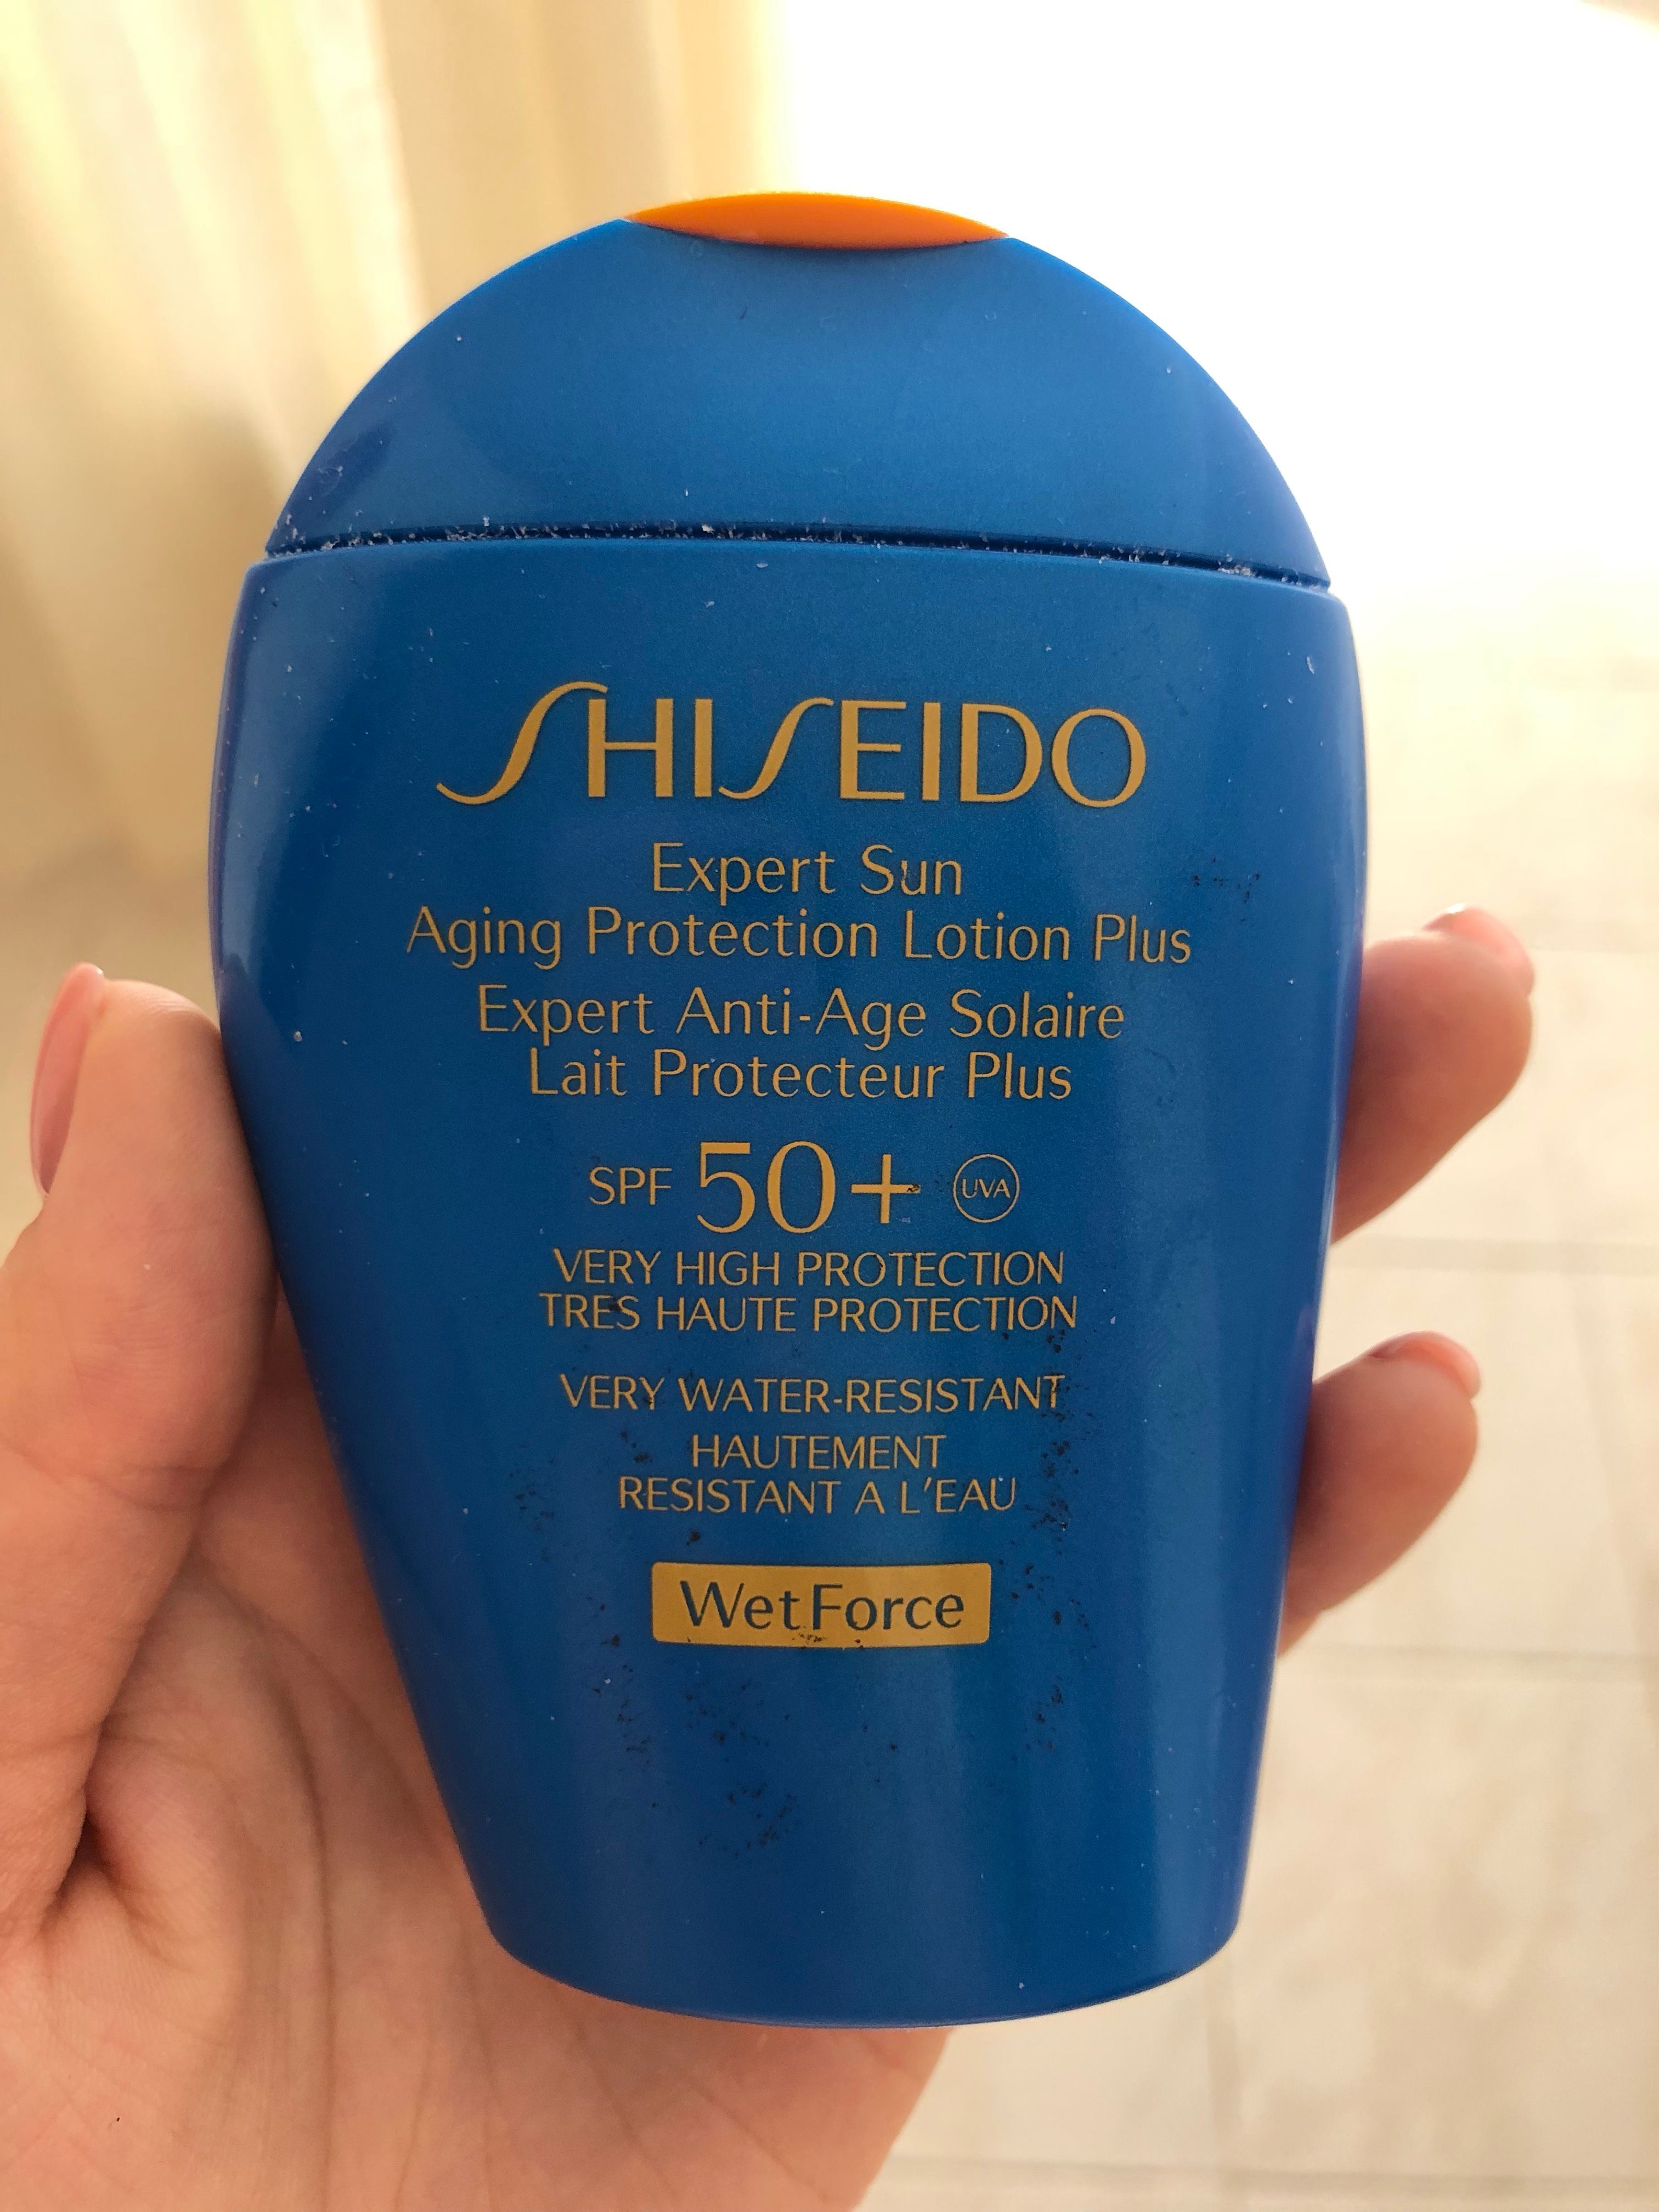 SHISEIDO
Expert Sun
Aging Protection Lotion Plus
Expert Anti-Age Solaire
Lait Protecteur Plus
SPF 50+ UVA
VERY HIGH PROTECTION
TRES HAUTE PROTECTION
VERY WATER-RESISTANT
HAUTEMENT
RESISTANT A L'EAU
WetForce